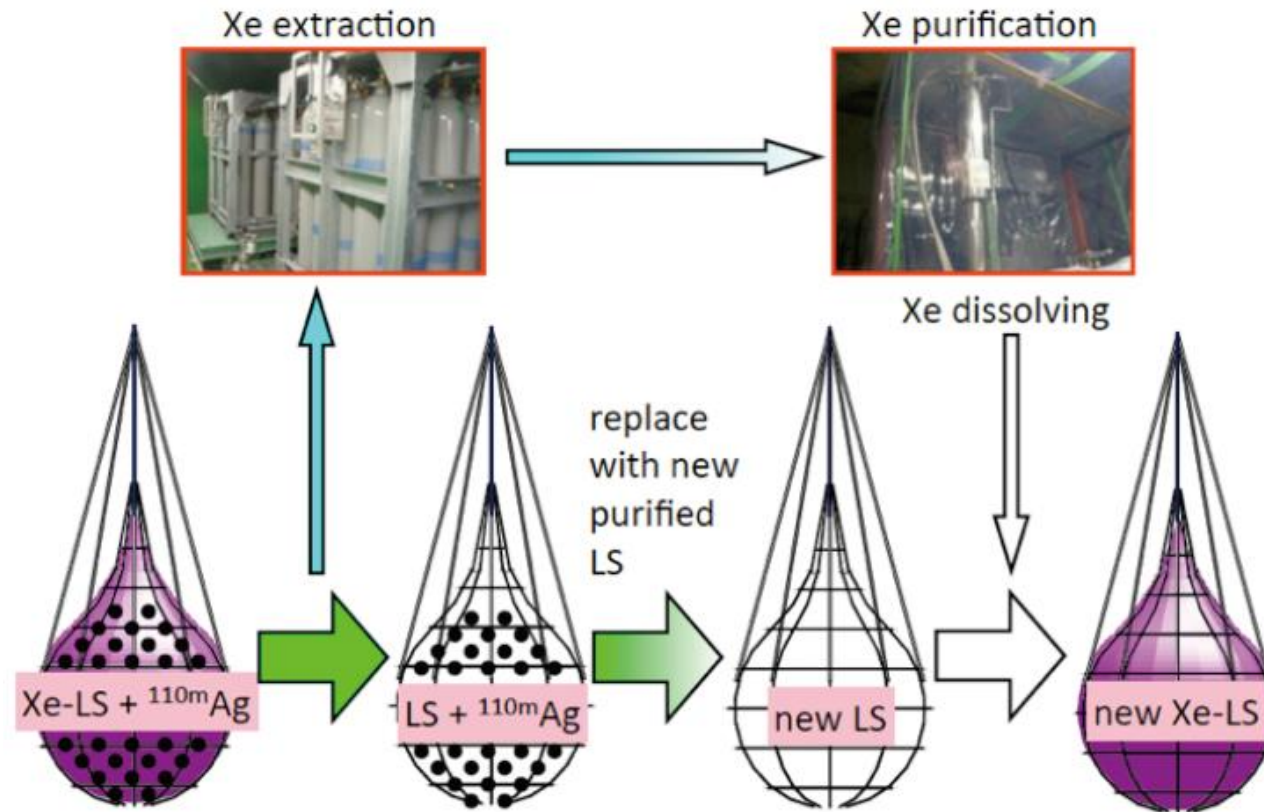 Xe extraction
Xe purification
Xe dissolving
replace
with new
purified
LS
Xe-LS + ¹¹⁰ᵐAg
LS + ¹¹⁰ᵐAg
new LS
new Xe-LS